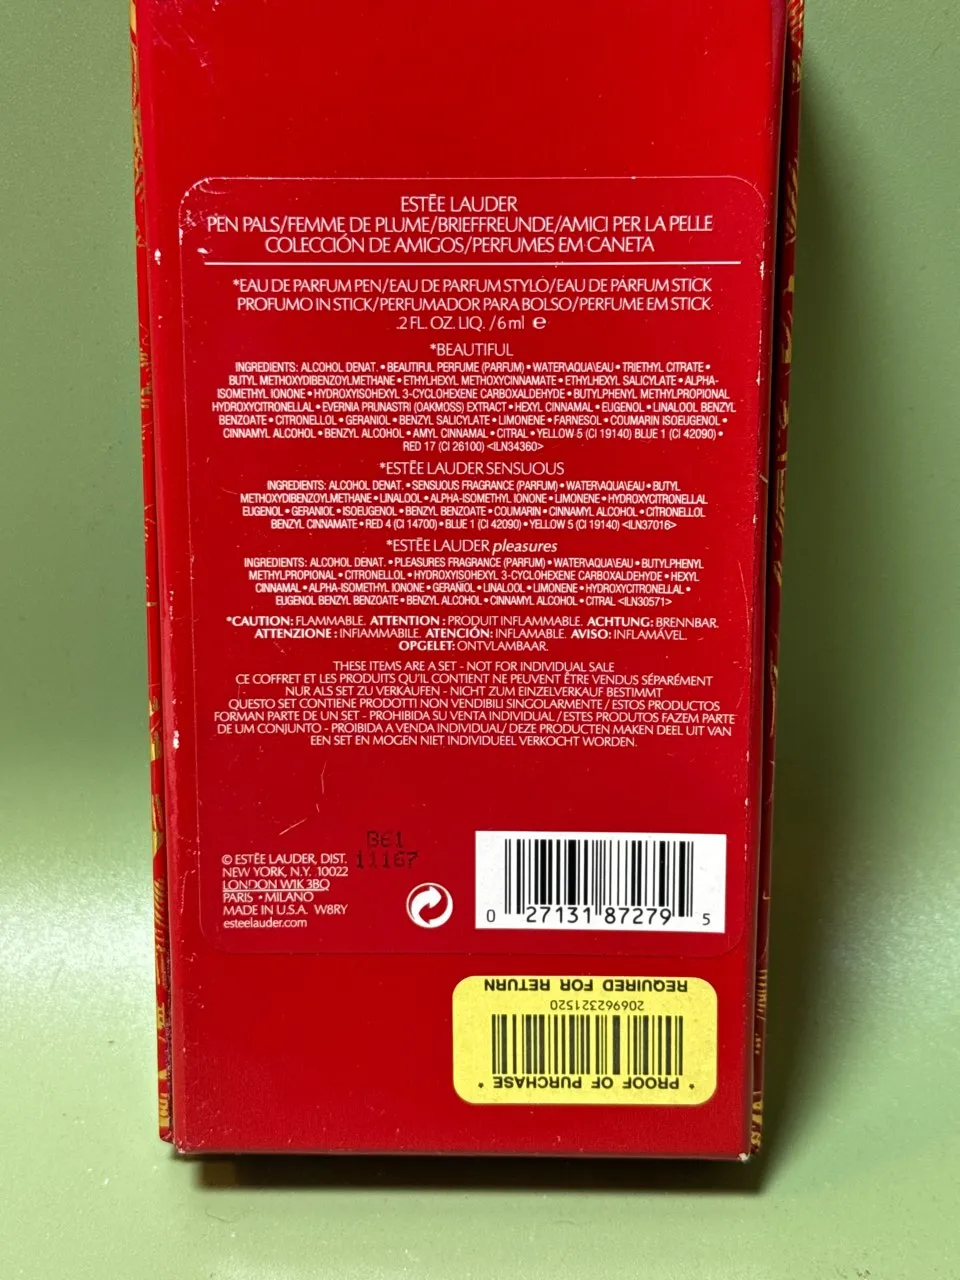 ESTĒE LAUDER
PEN PALS/FEMME DE PLUME/BRIEFFREUNDE/AMICI PER LA PELLE
COLECCIÓN DE AMIGOS/PERFUMES EM CANETA
*EAU DE PARFUM PEN/EAU DE PARFUM STYLO/EAU DE PARFUM STICK
PROFUMO IN STICK/PERFUMADOR PARA BOLSO/PERFUME EM STICK
.2 FL. OZ. LIQ. /6 ml e
*BEAUTIFUL
INGREDIENTS: ALCOHOL DENAT. • BEAUTIFUL PERFUME (PARFUM) • WATER\AQUA\EAU • TRIETHYL CITRATE •
BUTYL METHOXYDIBENZOYLMETHANE • ETHYLHEXYL METHOXYCINNAMATE • ETHYLHEXYL SALICYLATE • ALPHA-
ISOMETHYL IONONE • HYDROXYISOHEXYL 3-CYCLOHEXENE CARBOXALDEHYDE • BUTYLPHENYL METHYLPROPIONAL
HYDROXYCITRONELLAL • EVERNIA PRUNASTRI (OAKMOSS) EXTRACT • HEXYL CINNAMAL • EUGENOL • LINALOOL BENZYL
BENZOATE • CITRONELLOL • GERANIOL • BENZYL SALICYLATE • LIMONENE • FARNESOL • COUMARIN ISOEUGENOL •
CINNAMYL ALCOHOL • BENZYL ALCOHOL • AMYL CINNAMAL • CITRAL • YELLOW 5 (CI 19140) BLUE 1 (CI 42090) •
RED 17 (CI 26100) <ILN34360>
*ESTĒE LAUDER SENSUOUS
INGREDIENTS: ALCOHOL DENAT. • SENSUOUS FRAGRANCE (PARFUM) • WATER\AQUA\EAU • BUTYL
METHOXYDIBENZOYLMETHANE • LINALOOL • ALPHA-ISOMETHYL IONONE • LIMONENE • HYDROXYCITRONELLAL
EUGENOL • GERANIOL • ISOEUGENOL • BENZYL BENZOATE • COUMARIN • CINNAMYL ALCOHOL • CITRONELLOL
BENZYL CINNAMATE • RED 4 (CI 14700) • BLUE 1 (CI 42090) • YELLOW 5 (CI 19140) <ILN37016>
*ESTĒE LAUDER pleasures
INGREDIENTS: ALCOHOL DENAT. • PLEASURES FRAGRANCE (PARFUM) • WATER\AQUA\EAU • BUTYLPHENYL
METHYLPROPIONAL • CITRONELLOL • HYDROXYISOHEXYL 3-CYCLOHEXENE CARBOXALDEHYDE • HEXYL
CINNAMAL • ALPHA-ISOMETHYL IONONE • GERANIOL • LINALOOL • LIMONENE • HYDROXYCITRONELLAL •
EUGENOL BENZYL BENZOATE • BENZYL ALCOHOL • CINNAMYL ALCOHOL • CITRAL <ILN30571>
*CAUTION: FLAMMABLE. ATTENTION : PRODUIT INFLAMMABLE. ACHTUNG: BRENNBAR.
ATTENZIONE : INFIAMMABILE. ATENCIÓN: INFLAMABLE. AVISO: INFLAMÁVEL.
OPGELET: ONTVLAMBAAR.
THESE ITEMS ARE A SET - NOT FOR INDIVIDUAL SALE
CE COFFRET ET LES PRODUITS QU'IL CONTIENT NE PEUVENT ÊTRE VENDUS SÉPARÉMENT
NUR ALS SET ZU VERKAUFEN - NICHT ZUM EINZELVERKAUF BESTIMMT
QUESTO SET CONTIENE PRODOTTI NON VENDIBILI SINGOLARMENTE / ESTOS PRODUCTOS
FORMAN PARTE DE UN SET - PROHIBIDA SU VENTA INDIVIDUAL / ESTES PRODUTOS FAZEM PARTE
DE UM CONJUNTO - PROIBIDA A VENDA INDIVIDUAL/ DEZE PRODUCTEN MAKEN DEEL UIT VAN
EEN SET EN MOGEN NIET INDIVIDUEEL VERKOCHT WORDEN.
B61
11167
© ESTĒE LAUDER, DIST.
NEW YORK, N.Y. 10022
LONDON W1K 3BQ
PARIS • MILANO
MADE IN U.S.A. W8RY
esteelauder.com
0 27131 87279 5
* PROOF OF PURCHASE *
206962321520
REQUIRED FOR RETURN